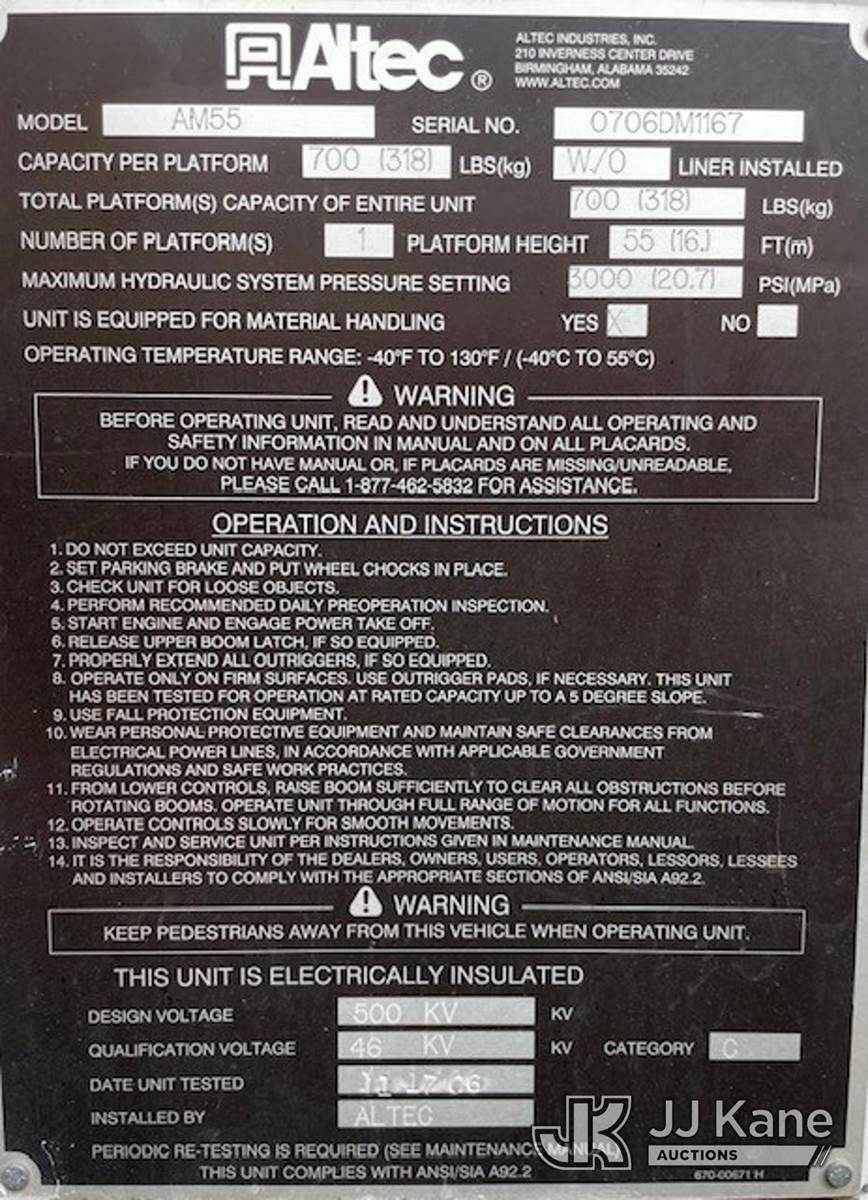 Altec®
ALTEC INDUSTRIES, INC.
210 INVERNESS CENTER DRIVE
BIRMINGHAM, ALABAMA 35242
WWW.ALTEC.COM
MODEL AM55 SERIAL NO. 0706DM1167
CAPACITY PER PLATFORM 700 (318) LBS(kg) W./O LINER INSTALLED
TOTAL PLATFORM(S) CAPACITY OF ENTIRE UNIT 700 (318) LBS(kg)
NUMBER OF PLATFORM(S) 1 PLATFORM HEIGHT 55 (16.) FT(m)
MAXIMUM HYDRAULIC SYSTEM PRESSURE SETTING 3000 (20.7) PSI(MPa)
UNIT IS EQUIPPED FOR MATERIAL HANDLING YES X NO
OPERATING TEMPERATURE RANGE: -40°F TO 130°F / (-40°C TO 55°C)
WARNING
BEFORE OPERATING UNIT, READ AND UNDERSTAND ALL OPERATING AND
SAFETY INFORMATION IN MANUAL AND ON ALL PLACARDS.
IF YOU DO NOT HAVE MANUAL OR, IF PLACARDS ARE MISSING/UNREADABLE,
PLEASE CALL 1-877-462-5832 FOR ASSISTANCE.
OPERATION AND INSTRUCTIONS
1. DO NOT EXCEED UNIT CAPACITY.
2. SET PARKING BRAKE AND PUT WHEEL CHOCKS IN PLACE.
3. CHECK UNIT FOR LOOSE OBJECTS.
4. PERFORM RECOMMENDED DAILY PREOPERATION INSPECTION.
5. START ENGINE AND ENGAGE POWER TAKE OFF.
6. RELEASE UPPER BOOM LATCH, IF SO EQUIPPED.
7. PROPERLY EXTEND ALL OUTRIGGERS, IF SO EQUIPPED.
8. OPERATE ONLY ON FIRM SURFACES. USE OUTRIGGER PADS, IF NECESSARY. THIS UNIT
HAS BEEN TESTED FOR OPERATION AT RATED CAPACITY UP TO A 5 DEGREE SLOPE.
9. USE FALL PROTECTION EQUIPMENT.
10. WEAR PERSONAL PROTECTIVE EQUIPMENT AND MAINTAIN SAFE CLEARANCES FROM
ELECTRICAL POWER LINES, IN ACCORDANCE WITH APPLICABLE GOVERNMENT
REGULATIONS AND SAFE WORK PRACTICES.
11. FROM LOWER CONTROLS, RAISE BOOM SUFFICIENTLY TO CLEAR ALL OBSTRUCTIONS BEFORE
ROTATING BOOMS. OPERATE UNIT THROUGH FULL RANGE OF MOTION FOR ALL FUNCTIONS.
12. OPERATE CONTROLS SLOWLY FOR SMOOTH MOVEMENTS.
13. INSPECT AND SERVICE UNIT PER INSTRUCTIONS GIVEN IN MAINTENANCE MANUAL.
14. IT IS THE RESPONSIBILITY OF THE DEALERS, OWNERS, USERS, OPERATORS, LESSORS, LESSEES
AND INSTALLERS TO COMPLY WITH THE APPROPRIATE SECTIONS OF ANSI/SIA A92.2.
WARNING
KEEP PEDESTRIANS AWAY FROM THIS VEHICLE WHEN OPERATING UNIT.
THIS UNIT IS ELECTRICALLY INSULATED
DESIGN VOLTAGE 500 KV KV
QUALIFICATION VOLTAGE 46 KV KV CATEGORY C
DATE UNIT TESTED 11 17 06
INSTALLED BY ALTEC
PERIODIC RE-TESTING IS REQUIRED (SEE MAINTENANCE MANUAL)
THIS UNIT COMPLIES WITH ANSI/SIA A92.2
670-00671 H
JK JJ Kane
AUCTIONS